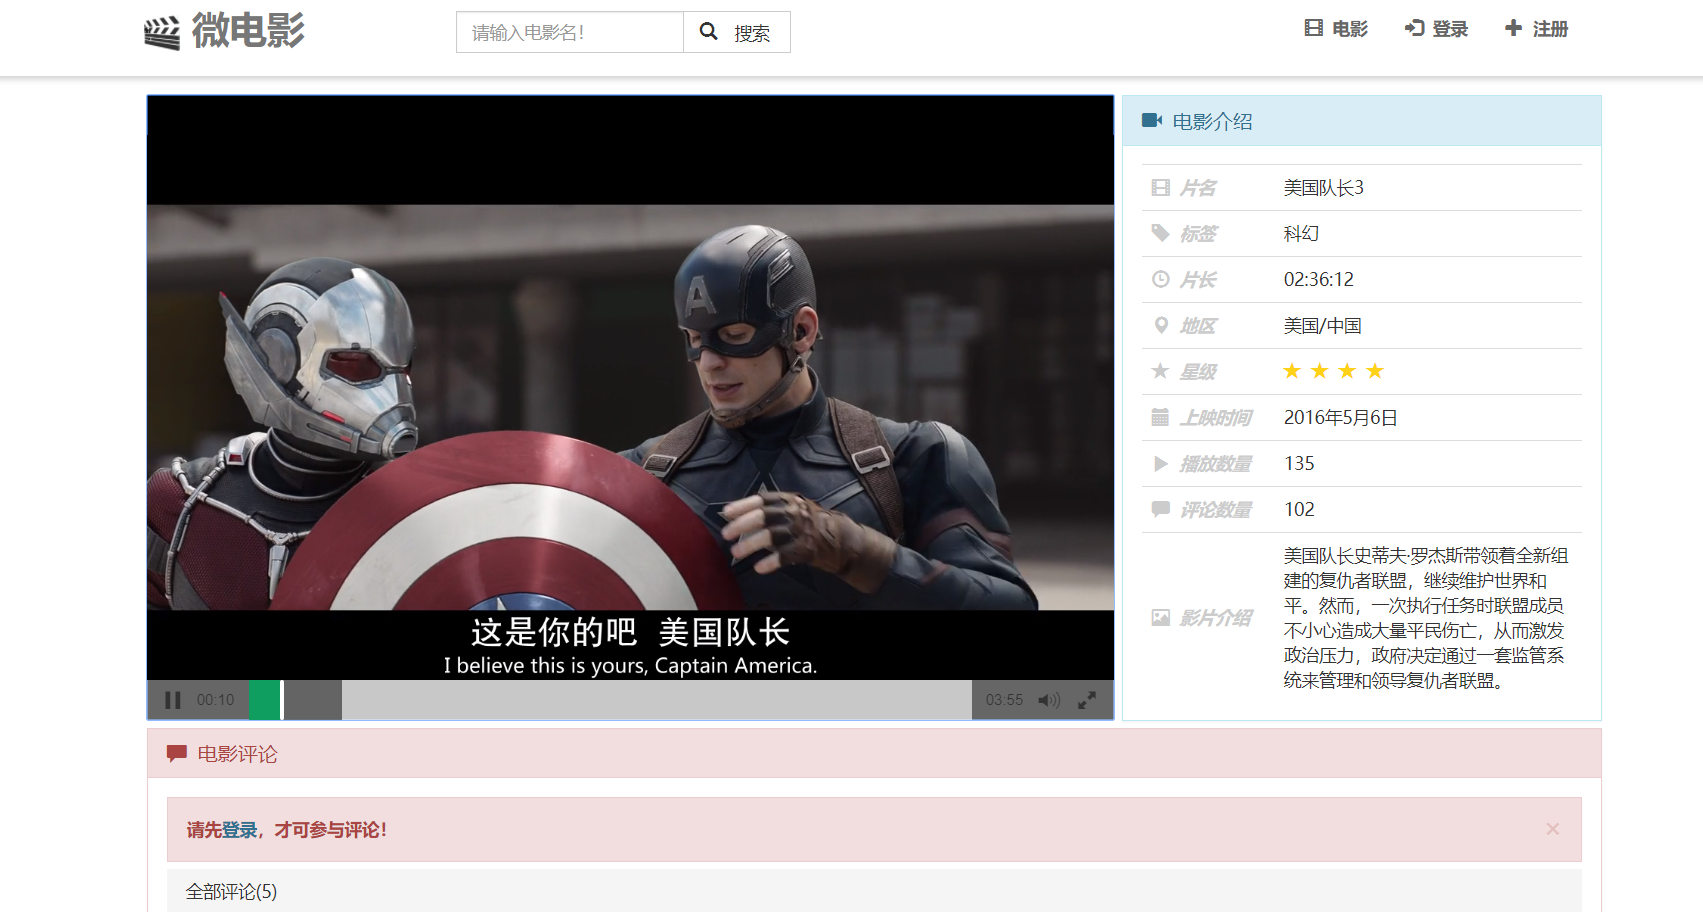 微电影
请输入电影名！
搜索
电影
登录
注册
A
这是你的吧 美国队长
I believe this is yours, Captain America.
00:10
03:55
电影介绍
片名 美国队长3
标签 科幻
片长 02:36:12
地区 美国/中国
星级
上映时间 2016年5月6日
播放数量 135
评论数量 102
影片介绍
美国队长史蒂夫·罗杰斯带领着全新组
建的复仇者联盟，继续维护世界和
平。然而，一次执行任务时联盟成员
不小心造成大量平民伤亡，从而激发
政治压力，政府决定通过一套监管系
统来管理和领导复仇者联盟。
电影评论
请先登录，才可参与评论！
×
全部评论(5)